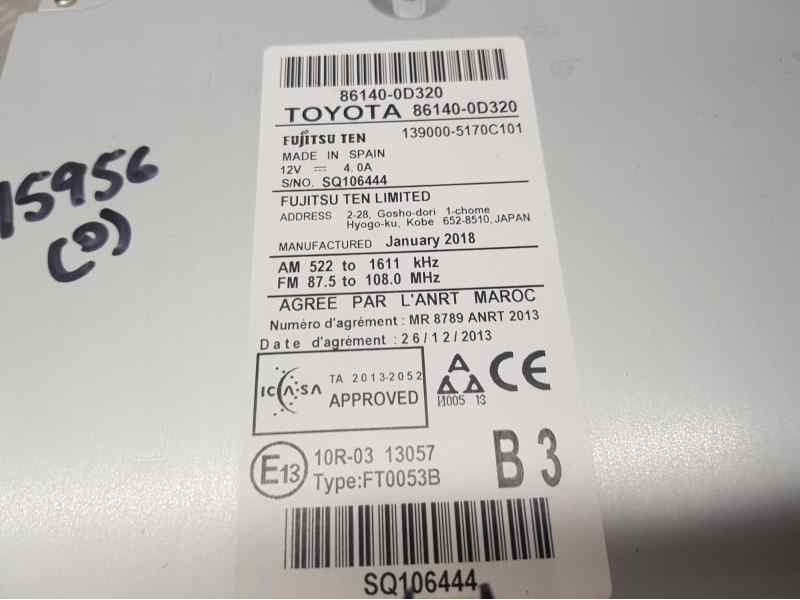 86140-0D320
TOYOTA 86140-0D320
FUJITSU TEN 139000-5170C101
MADE IN SPAIN
12V ⎓ 4.0A
S/NO. SQ106444
FUJITSU TEN LIMITED
ADDRESS 2-28, Gosho-dori 1-chome
Hyogo-ku, Kobe 652-8510, JAPAN
MANUFACTURED January 2018
AM 522 to 1611 kHz
FM 87.5 to 108.0 MHz
AGREE PAR L'ANRT MAROC
Numéro d'agrément : MR 8789 ANRT 2013
Date d'agrément : 26/12/2013
ICASA TA 2013-2052
APPROVED
И005 13
CE
E13 10R-03 13057
Type:FT0053B
B 3
SQ106444
15956
(0)